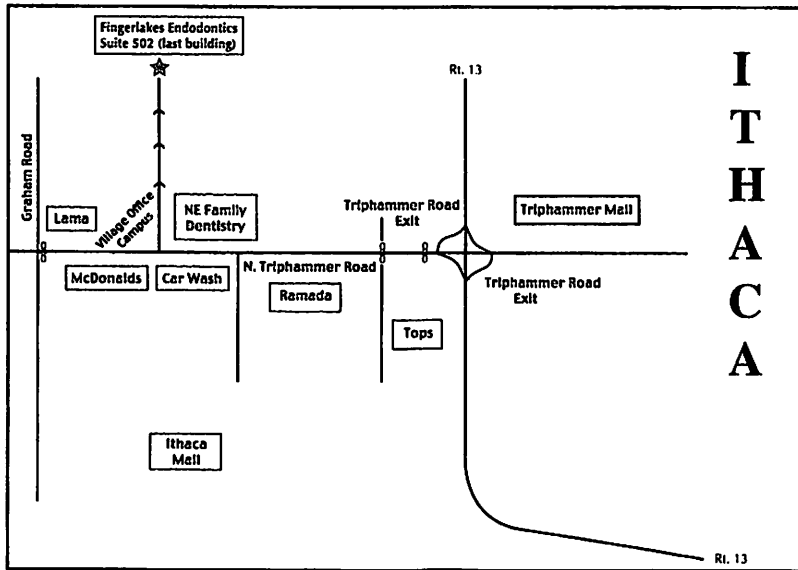 Fingerlakes Endodontics
Suite 502 (last building)
Rt. 13
ITHACA
Graham Road
Lama
Village Office
Campus
NE Family
Dentistry
Triphammer Road
Exit
Triphammer Mall
McDonalds
Car Wash
N. Triphammer Road
Ramada
Triphammer Road
Exit
Tops
Ithaca
Mall
Rt. 13